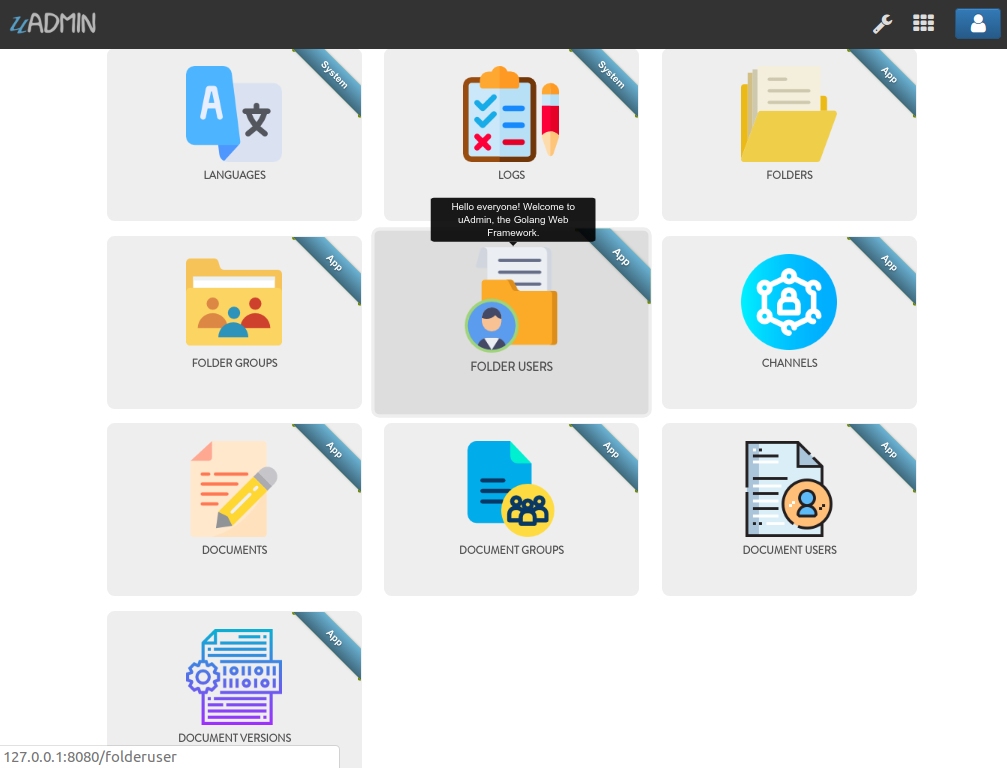 uADMIN
System
System
App
LANGUAGES
LOGS
FOLDERS
Hello everyone! Welcome to
uAdmin, the Golang Web
Framework.
App
App
App
FOLDER GROUPS
FOLDER USERS
CHANNELS
App
App
App
DOCUMENTS
DOCUMENT GROUPS
DOCUMENT USERS
App
DOCUMENT VERSIONS
127.0.0.1:8080/folderuser